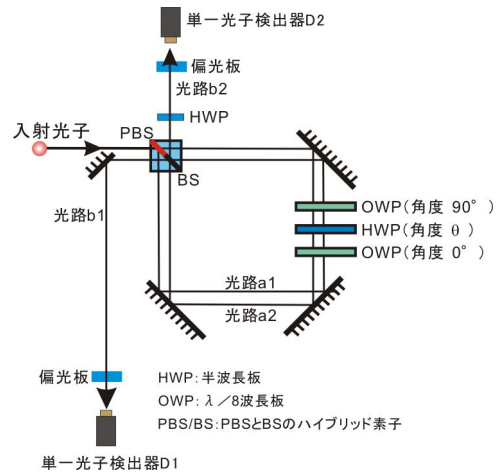 単一光子検出器D2
偏光板
光路b2
HWP
入射光子
PBS
BS
光路b1
OWP(角度 90°)
HWP(角度 θ)
OWP(角度 0°)
光路a1
光路a2
偏光板
HWP:半波長板
OWP:λ/8波長板
PBS/BS:PBSとBSのハイブリッド素子
単一光子検出器D1